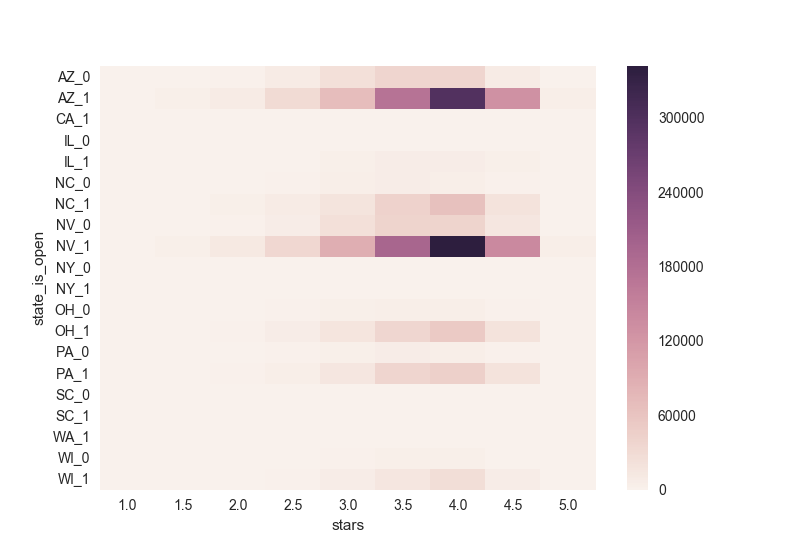 AZ_0
AZ_1
CA_1
IL_0
IL_1
NC_0
NC_1
NV_0
NV_1
NY_0
NY_1
OH_0
OH_1
PA_0
PA_1
SC_0
SC_1
WA_1
WI_0
WI_1
state_is_open
1.0 1.5 2.0 2.5 3.0 3.5 4.0 4.5 5.0
stars
300000
240000
180000
120000
60000
0